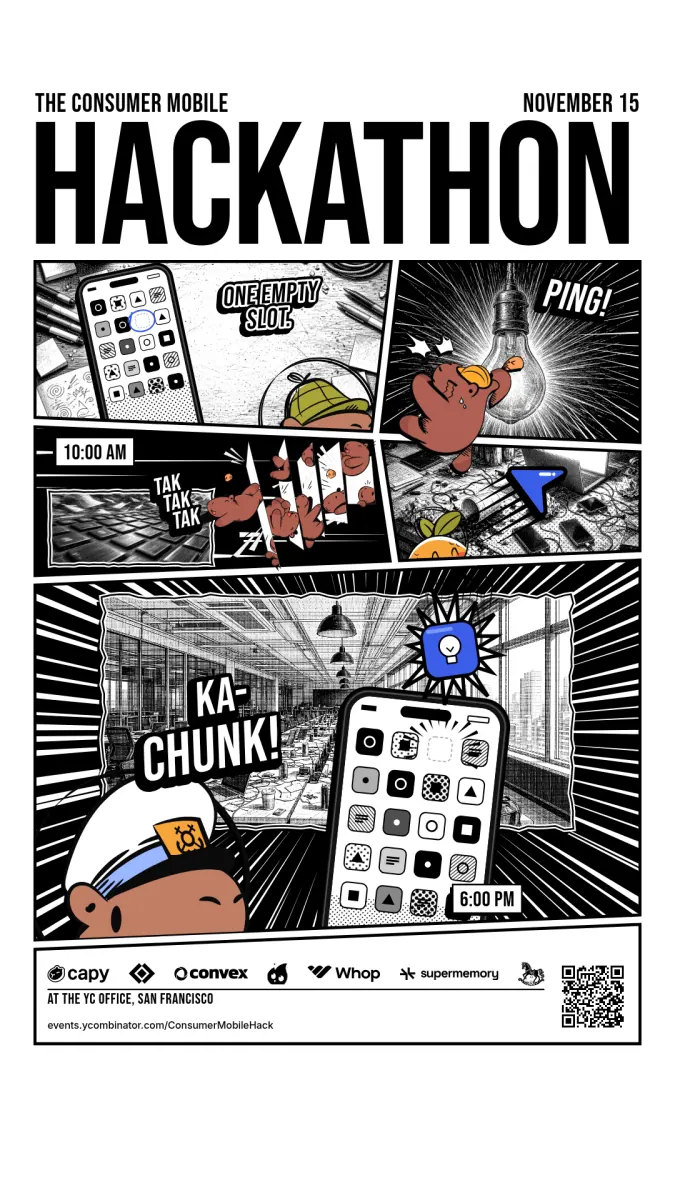 THE CONSUMER MOBILE
NOVEMBER 15
HACKATHON
ONE EMPTY
SLOT.
PING!
10:00 AM
TAK
TAK
TAK
KA-
CHUNK!
6:00 PM
capy
convex
Whop
supermemory
AT THE YC OFFICE, SAN FRANCISCO
events.ycombinator.com/ConsumerMobileHack